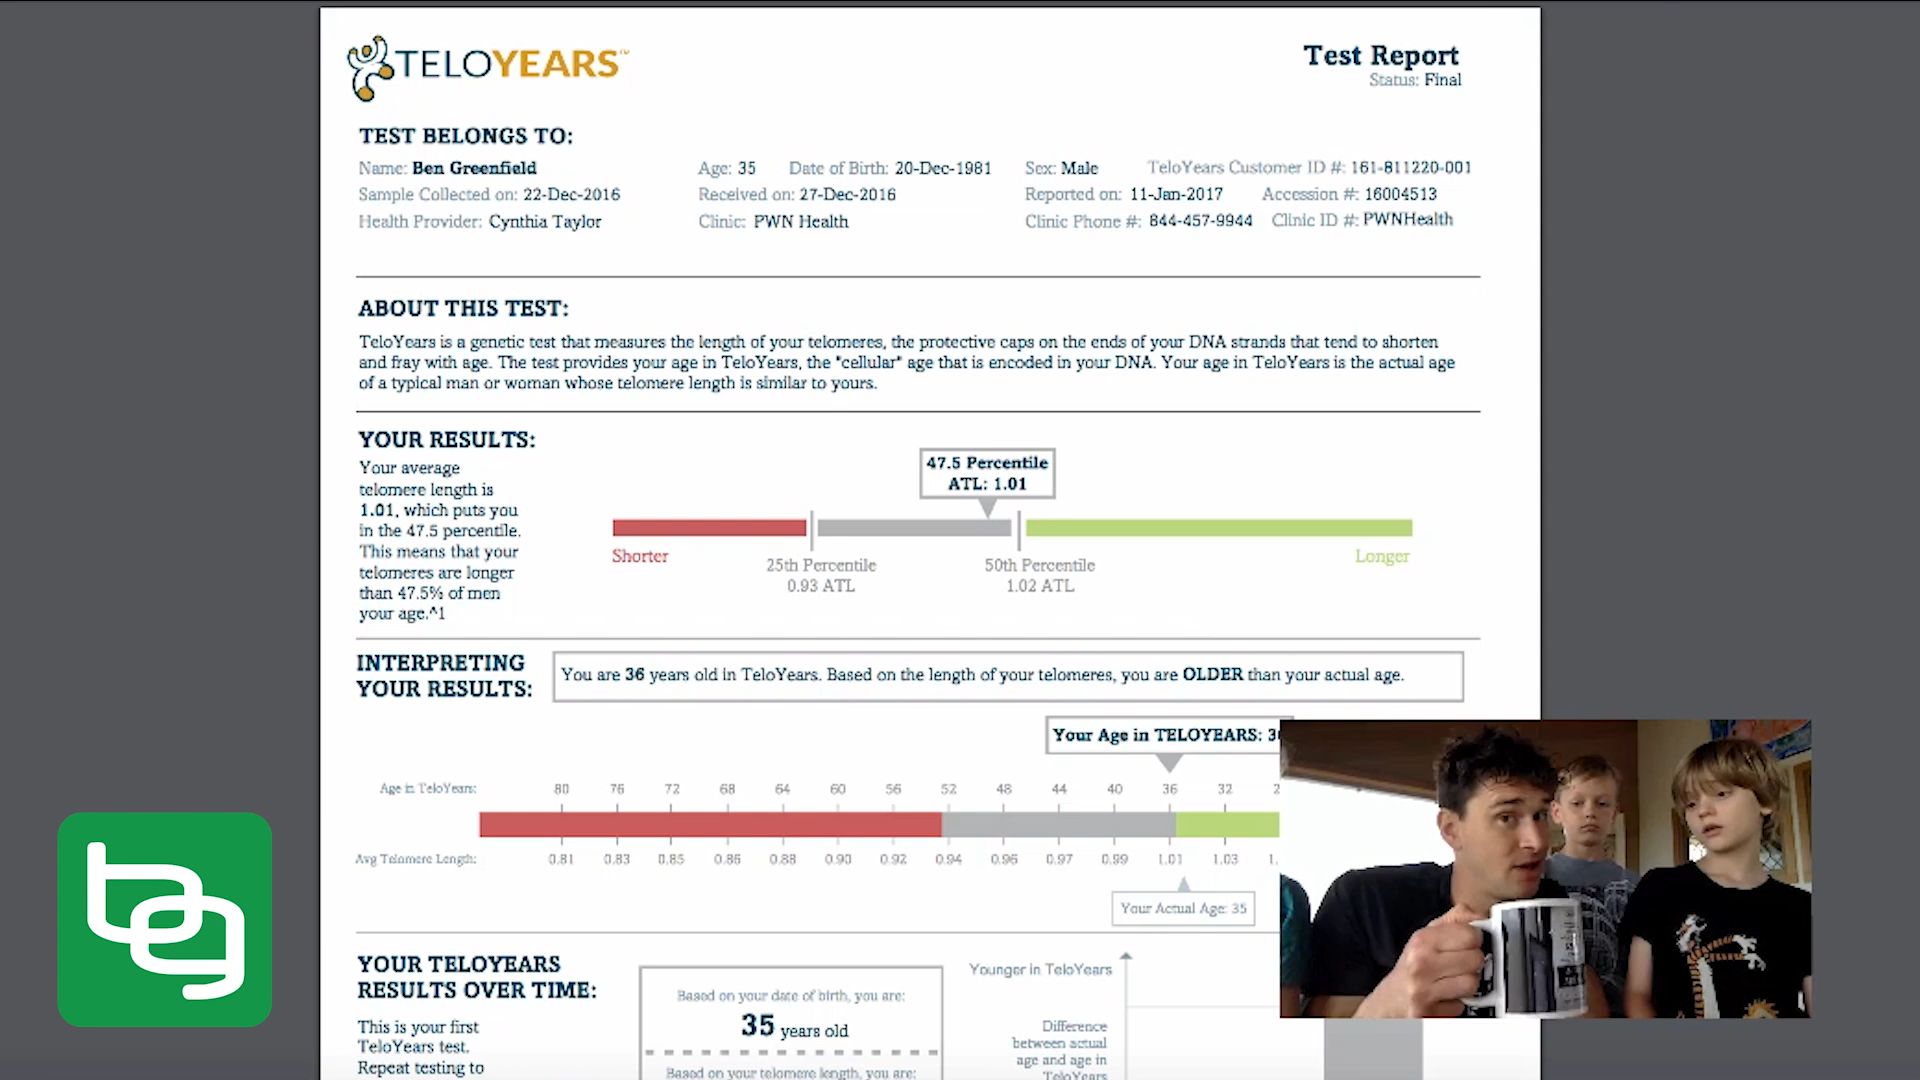 TELOYEARS™
Test Report
Status: Final
TEST BELONGS TO:
Name: Ben Greenfield Age: 35 Date of Birth: 20-Dec-1981 Sex: Male TeloYears Customer ID #: 161-811220-001
Sample Collected on: 22-Dec-2016 Received on: 27-Dec-2016 Reported on: 11-Jan-2017 Accession #: 16004513
Health Provider: Cynthia Taylor Clinic: PWN Health Clinic Phone #: 844-457-9944 Clinic ID #: PWNHealth
ABOUT THIS TEST:
TeloYears is a genetic test that measures the length of your telomeres, the protective caps on the ends of your DNA strands that tend to shorten
and fray with age. The test provides your age in TeloYears, the "cellular" age that is encoded in your DNA. Your age in TeloYears is the actual age
of a typical man or woman whose telomere length is similar to yours.
YOUR RESULTS:
Your average
telomere length is
1.01, which puts you
in the 47.5 percentile.
This means that your
telomeres are longer
than 47.5% of men
your age.^1
47.5 Percentile
ATL: 1.01
Shorter
Longer
25th Percentile
0.93 ATL
50th Percentile
1.02 ATL
INTERPRETING
YOUR RESULTS:
You are 36 years old in TeloYears. Based on the length of your telomeres, you are OLDER than your actual age.
Your Age in TELOYEARS: 3
Age in TeloYears: 80 76 72 68 64 60 56 52 48 44 40 36 32 2
Avg Telomere Length: 0.81 0.83 0.85 0.86 0.88 0.90 0.92 0.94 0.96 0.97 0.99 1.01 1.03 1.
Your Actual Age: 35
YOUR TELOYEARS
RESULTS OVER TIME:
This is your first
TeloYears test.
Repeat testing to
Based on your date of birth, you are:
35 years old
Based on your telomere length, you are:
Younger in TeloYears
Difference
between actual
age and age in
TeloYears
bg